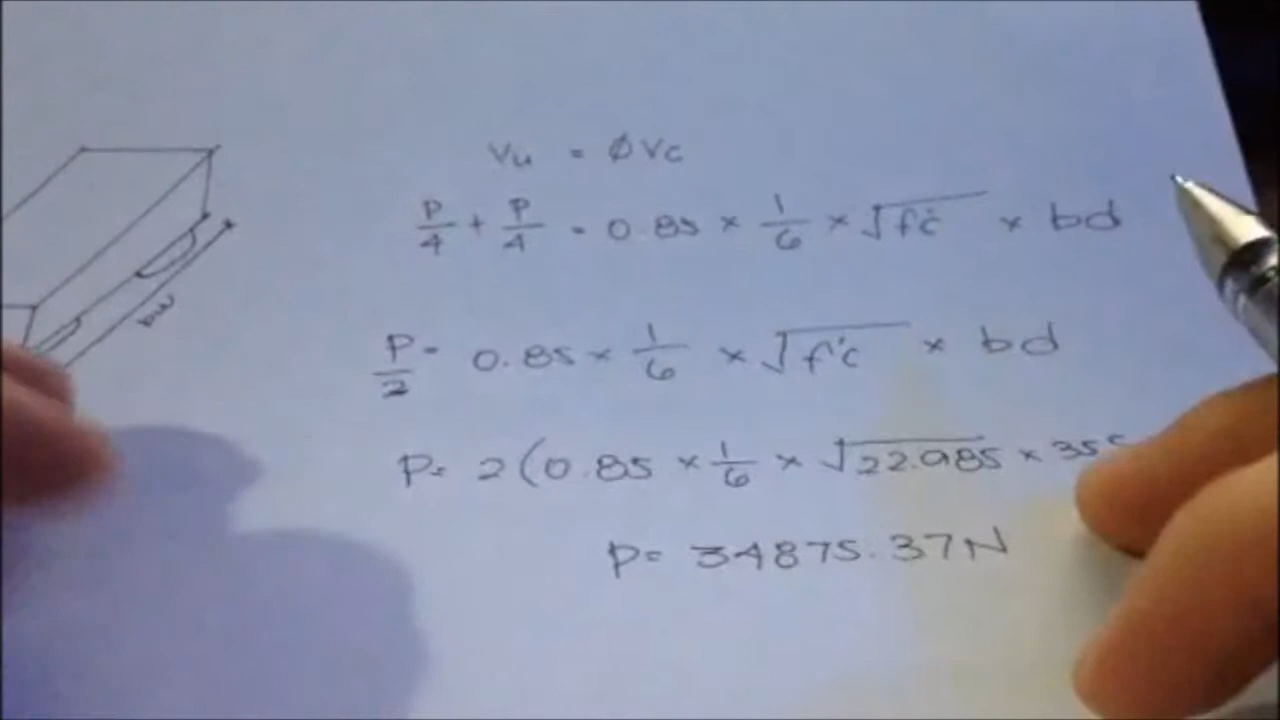 Vu = ØVc
P/4 + P/4 = 0.85 × 1/6 × √f'c × bd
bw
P/2 = 0.85 × 1/6 × √f'c × bd
P = 2(0.85 × 1/6 × √22.985 × 35
P = 34875.37N